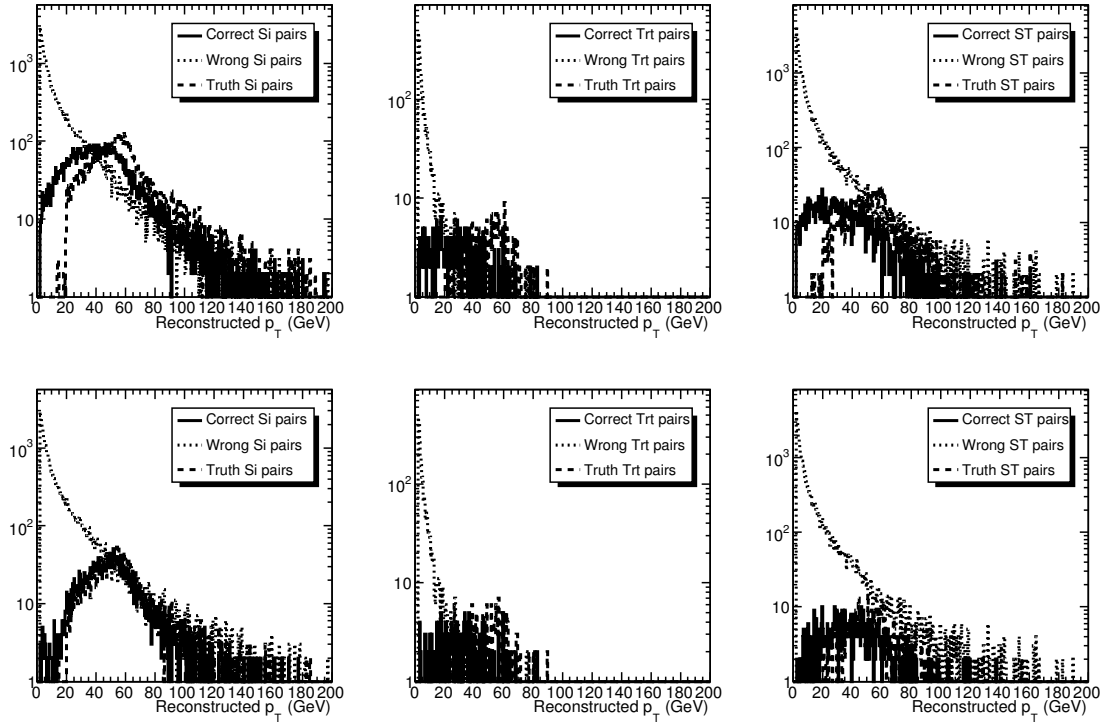 Correct Si pairs
Wrong Si pairs
Truth Si pairs
10³
10²
10
1
0 20 40 60 80 100 120 140 160 180 200
Reconstructed p_T (GeV)
Correct Trt pairs
Wrong Trt pairs
Truth Trt pairs
10²
10
1
0 20 40 60 80 100 120 140 160 180 200
Reconstructed p_T (GeV)
Correct ST pairs
Wrong ST pairs
Truth ST pairs
10³
10²
10
1
0 20 40 60 80 100 120 140 160 180 200
Reconstructed p_T (GeV)
Correct Si pairs
Wrong Si pairs
Truth Si pairs
10³
10²
10
1
0 20 40 60 80 100 120 140 160 180 200
Reconstructed p_T (GeV)
Correct Trt pairs
Wrong Trt pairs
Truth Trt pairs
10²
10
1
0 20 40 60 80 100 120 140 160 180 200
Reconstructed p_T (GeV)
Correct ST pairs
Wrong ST pairs
Truth ST pairs
10³
10²
10
1
0 20 40 60 80 100 120 140 160 180 200
Reconstructed p_T (GeV)